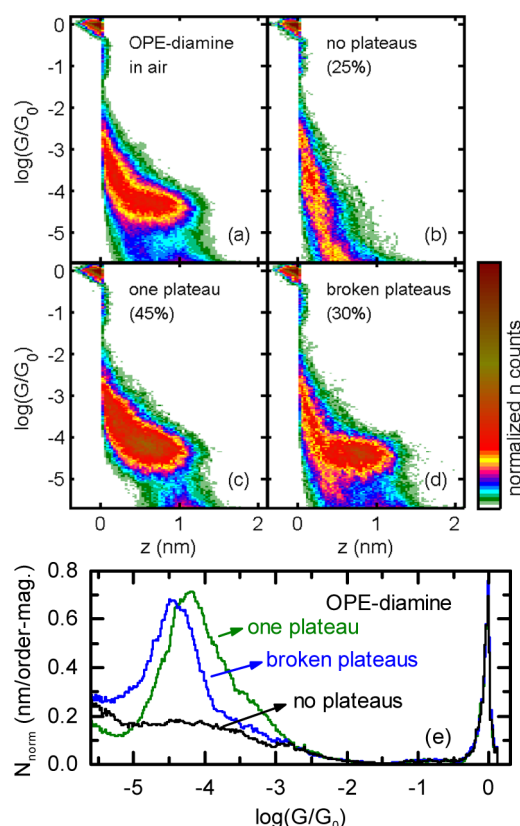 OPE-diamine
in air
no plateaus
(25%)
0
-1
-2
-3
-4
-5
log(G/G0)
(a)
(b)
one plateau
(45%)
broken plateaus
(30%)
0
-1
-2
-3
-4
-5
log(G/G0)
(c)
(d)
0 1 2 0 1 2
z (nm) z (nm)
normalized n counts
0.8
0.6
0.4
0.2
0.0
Nnorm (nm/order-mag.)
OPE-diamine
one plateau
broken plateaus
no plateaus
(e)
-5 -4 -3 -2 -1 0
log(G/G0)